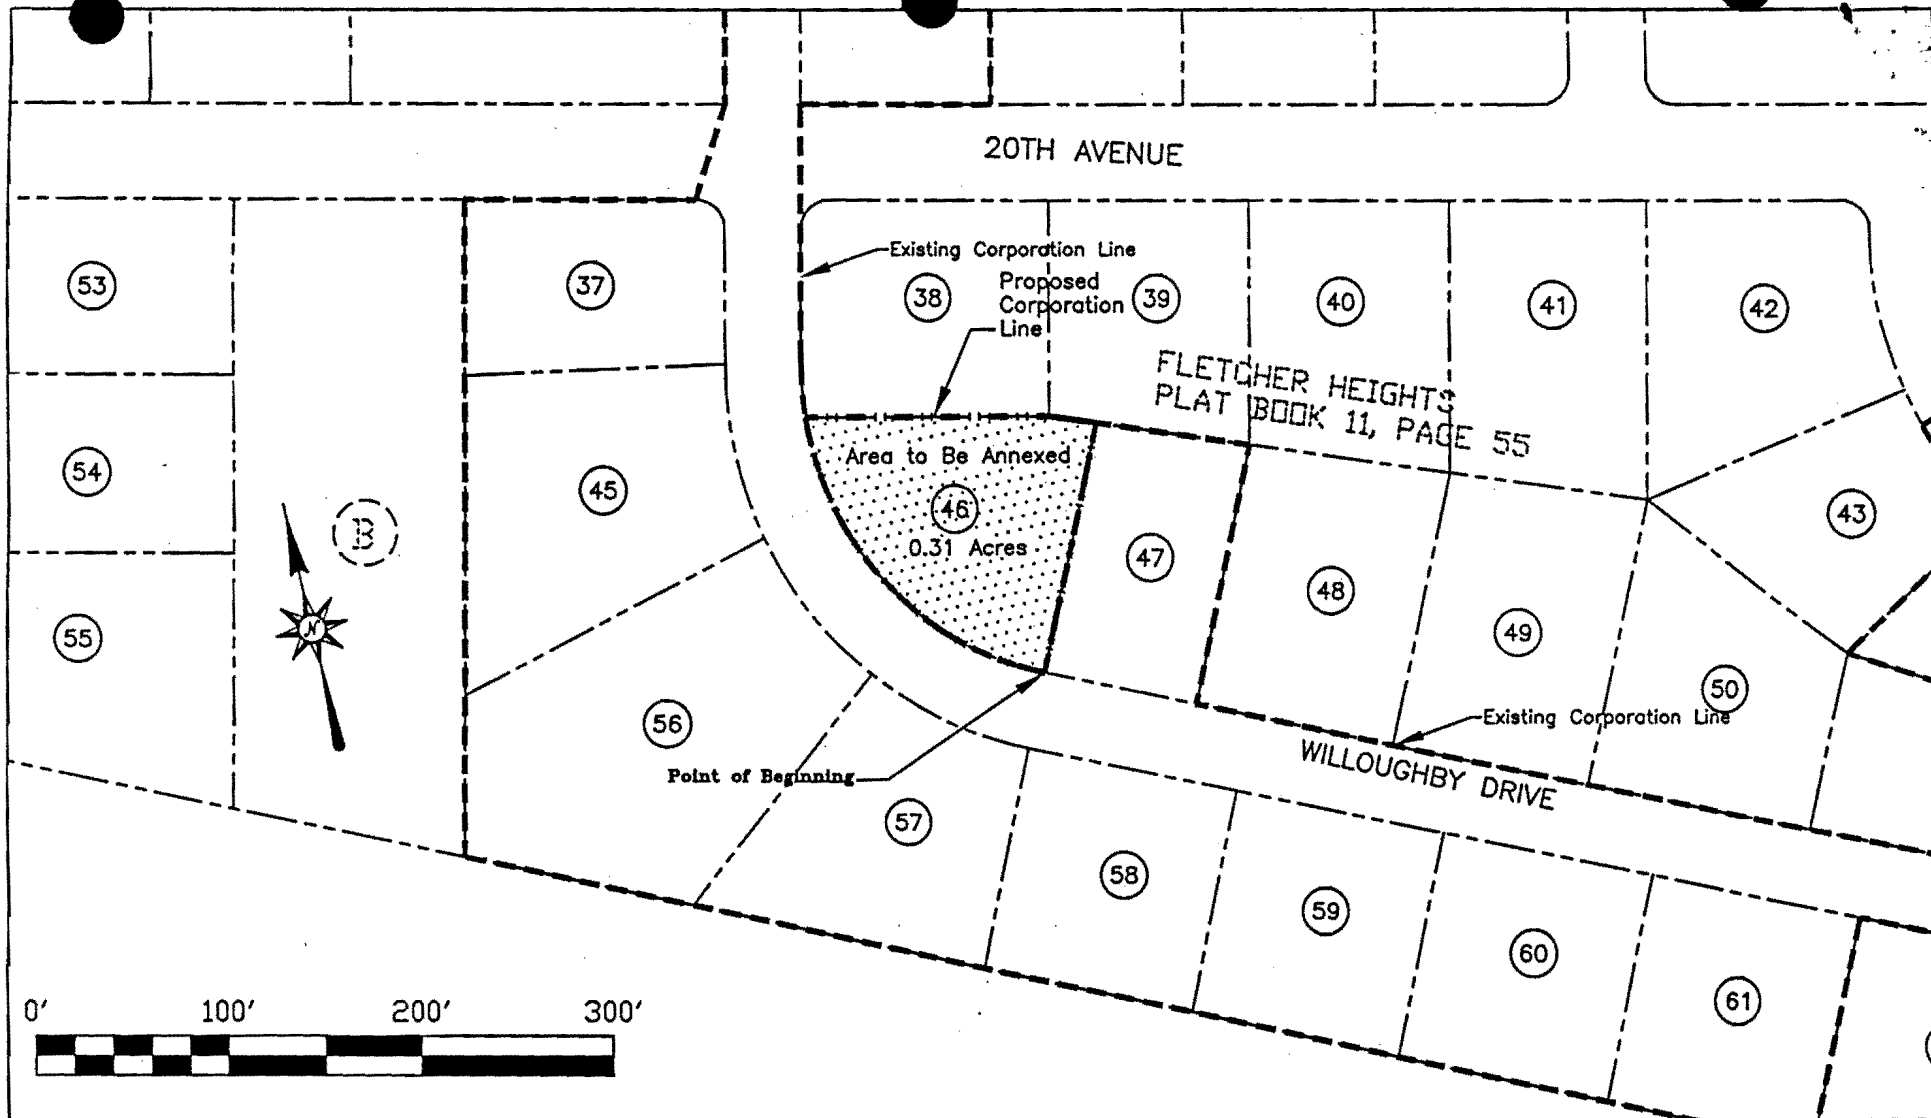 20TH AVENUE
Existing Corporation Line
Proposed
Corporation
Line
53
37
38
39
40
41
42
FLETCHER HEIGHTS
PLAT BOOK 11, PAGE 55
Area to Be Annexed
54
45
46
0.31 Acres
43
B
47
48
49
50
55
N
56
Existing Corporation Line
WILLOUGHBY DRIVE
Point of Beginning
57
58
59
60
61
0' 100' 200' 300'